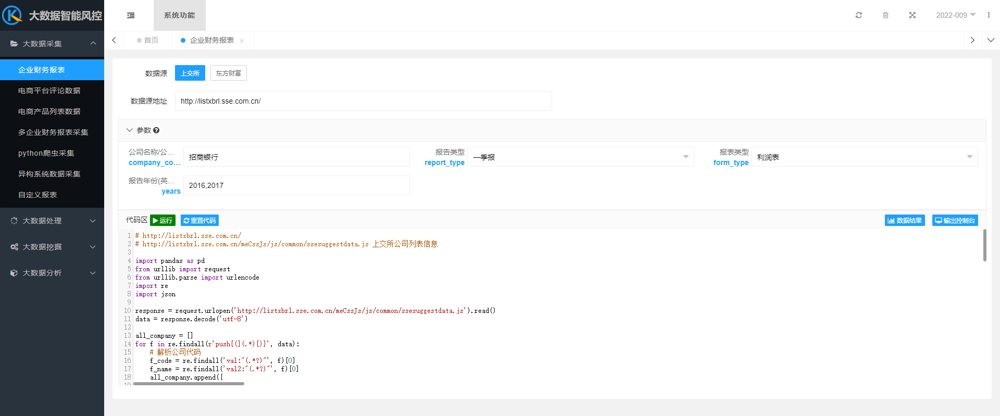 大数据智能风控
系统功能
2022-009
大数据采集
首页
企业财务报表
企业财务报表
电商平台评论数据
电商产品列表数据
多企业财务报表采集
python爬虫采集
异构系统数据采集
自定义报表
大数据处理
大数据挖掘
大数据分析
数据源
上交所
东方财富
数据源地址
http://listxbrl.sse.com.cn/
参数
公司名称/公...
company_co...
招商银行
报告类型
report_type
一季报
报表类型
form_type
利润表
报告年份(英...
years
2016,2017
代码区
运行
重置代码
数据结果
输出控制台
1 # http://listxbrl.sse.com.cn/
2 # http://listxbrl.sse.com.cn/meCssJs/js/common/ssesuggestdata.js 上交所公司列表信息
3
4 import pandas as pd
5 from urllib import request
6 from urllib.parse import urlencode
7 import re
8 import json
9
10 response = request.urlopen('http://listxbrl.sse.com.cn/meCssJs/js/common/ssesuggestdata.js').read()
11 data = response.decode('utf-8')
12
13 all_company = []
14 for f in re.findall(r'push[(](.*)[)]', data):
15     # 解析公司代码
16     f_code = re.findall('val:"(.*?)"', f)[0]
17     f_name = re.findall('val2:"(.*?)"', f)[0]
18     all_company.append({
19